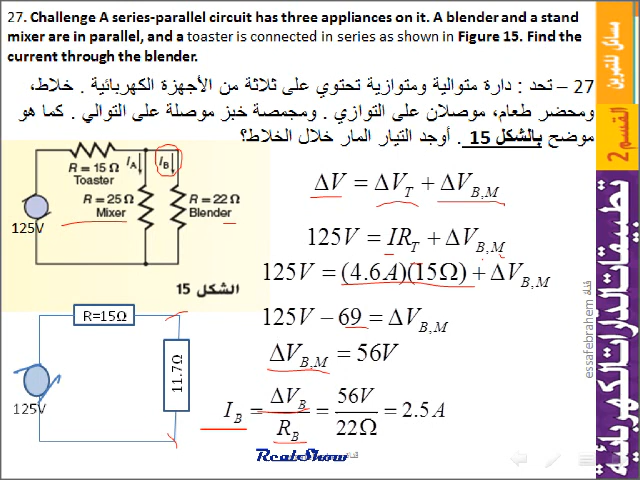 27. Challenge A series-parallel circuit has three appliances on it. A blender and a stand
mixer are in parallel, and a toaster is connected in series as shown in Figure 15. Find the
current through the blender.
27 – تحد : دارة متوالية ومتوازية تحتوي على ثلاثة من الأجهزة الكهربائية . خلاط،
ومحضر طعام، موصلان على التوازي . ومجمصة خبز موصلة على التوالي . كما هو
موضح بالشكل 15 . أوجد التيار المار خلال الخلاط؟
R = 15 Ω
Toaster
I_A
I_B
R = 25 Ω
Mixer
R = 22 Ω
Blender
125V
الشكل 15
R=15Ω
11.7Ω
125V
ΔV = ΔV_T + ΔV_B,M
125V = IR_T + ΔV_B,M
125V = (4.6A)(15Ω) + ΔV_B,M
125V − 69 = ΔV_B,M
ΔV_B,M = 56V
I_B = ΔV_B / R_B = 56V / 22Ω = 2.5 A
مسائل للتمرين
القسم 2
تطبيقات الدارات الكهربائية
قناة essafebrahem